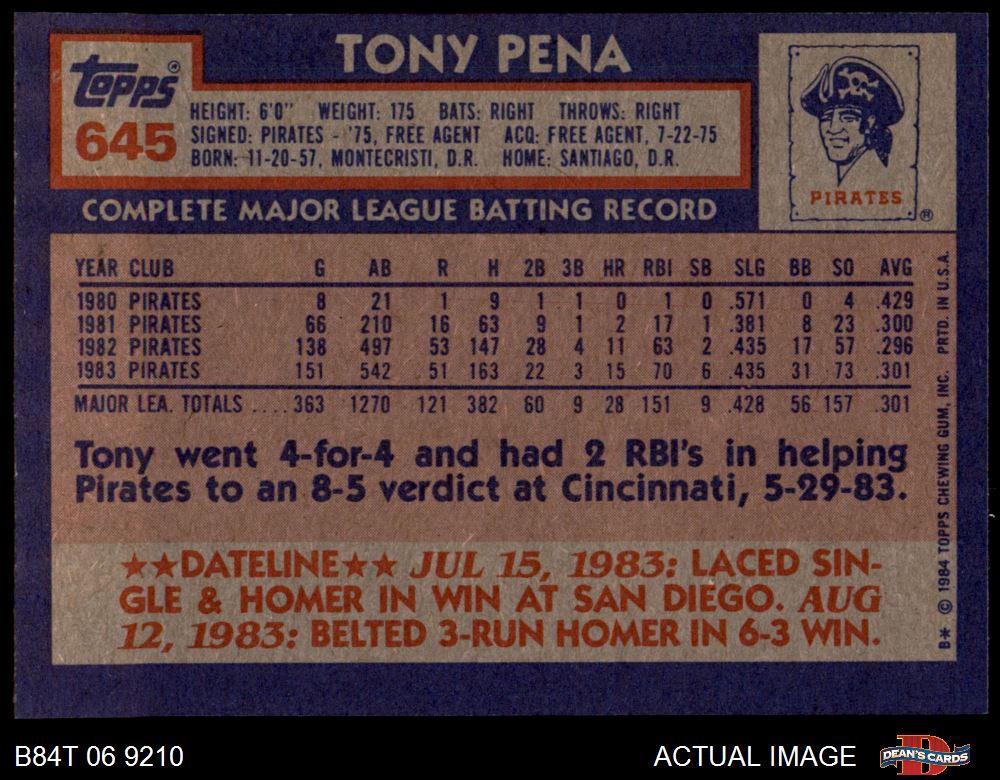 TONY PENA
TOPPS®
645
HEIGHT: 6'0" WEIGHT: 175 BATS: RIGHT THROWS: RIGHT
SIGNED: PIRATES - '75, FREE AGENT ACQ: FREE AGENT, 7-22-75
BORN: 11-20-57, MONTECRISTI, D.R. HOME: SANTIAGO, D.R.
PIRATES ®
COMPLETE MAJOR LEAGUE BATTING RECORD
YEAR CLUB G AB R H 2B 3B HR RBI SB SLG BB SO AVG
1980 PIRATES 8 21 1 9 1 1 0 1 0 .571 0 4 .429
1981 PIRATES 66 210 16 63 9 1 2 17 1 .381 8 23 .300
1982 PIRATES 138 497 53 147 28 4 11 63 2 .435 17 57 .296
1983 PIRATES 151 542 51 163 22 3 15 70 6 .435 31 73 .301
MAJOR LEA. TOTALS ....363 1270 121 382 60 9 28 151 9 .428 56 157 .301
Tony went 4-for-4 and had 2 RBI's in helping
Pirates to an 8-5 verdict at Cincinnati, 5-29-83.
★★DATELINE★★ JUL 15, 1983: LACED SIN-
GLE & HOMER IN WIN AT SAN DIEGO. AUG
12, 1983: BELTED 3-RUN HOMER IN 6-3 WIN.
B* © 1984 TOPPS CHEWING GUM, INC. PRTD. IN U.S.A.
B84T 06 9210
ACTUAL IMAGE
D
DEAN'S CARDS